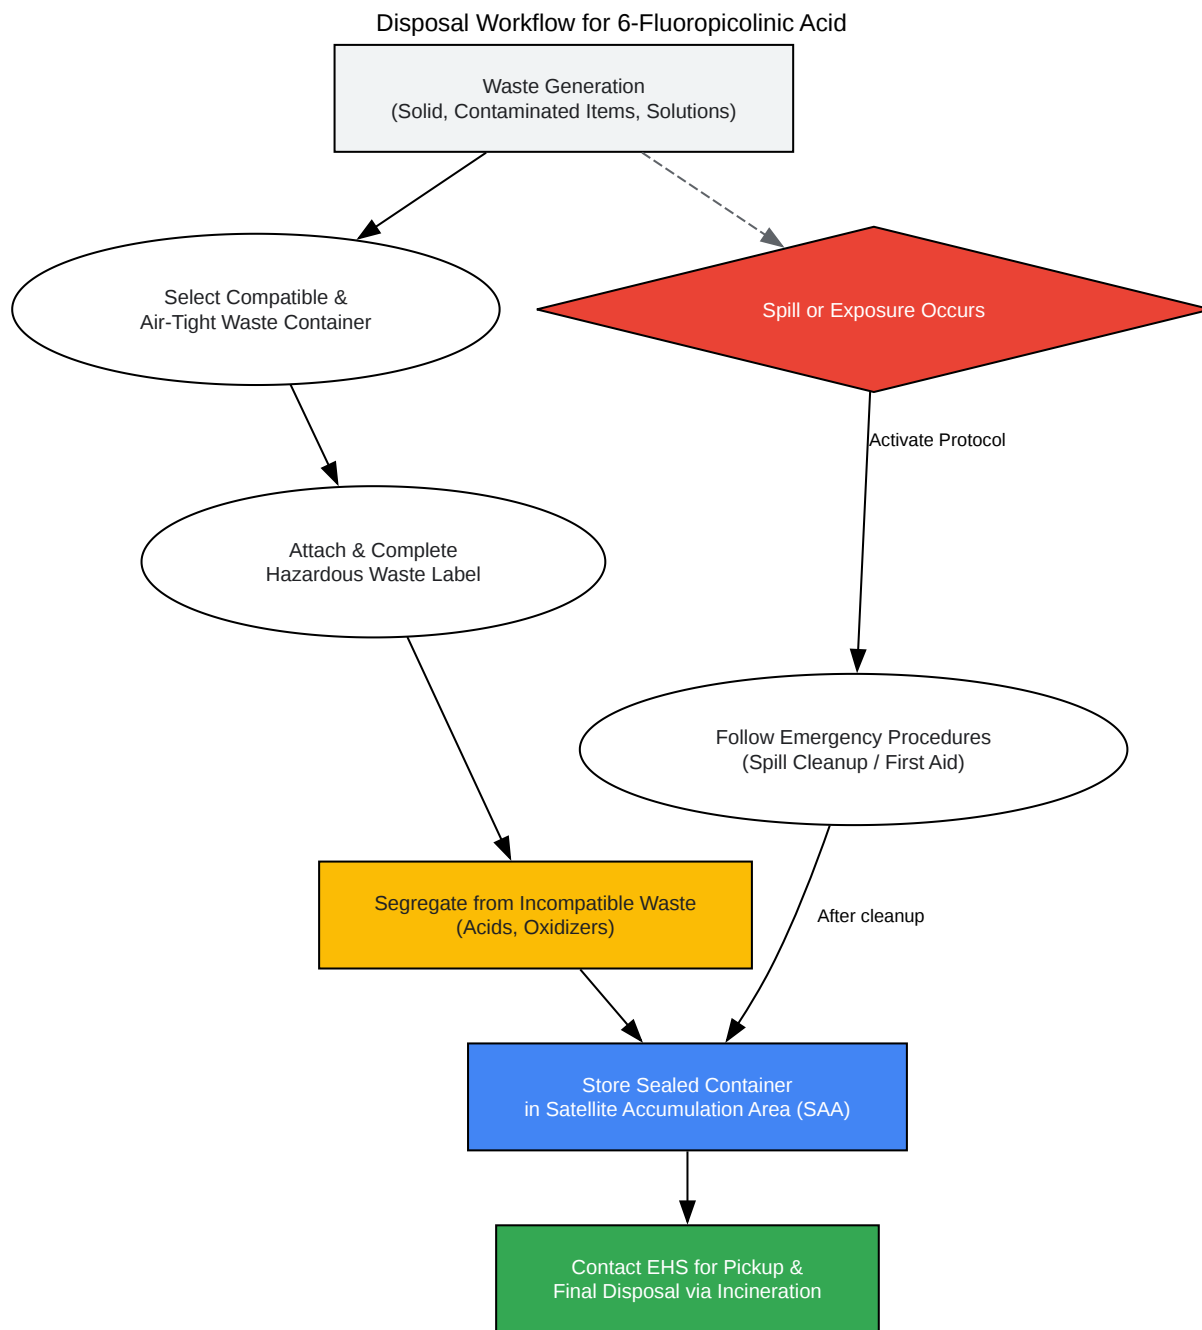 Disposal Workflow for 6-Fluoropicolinic Acid
Waste Generation
(Solid, Contaminated Items, Solutions)
Select Compatible &
Air-Tight Waste Container
Spill or Exposure Occurs
Activate Protocol
Attach & Complete
Hazardous Waste Label
Follow Emergency Procedures
(Spill Cleanup / First Aid)
Segregate from Incompatible Waste
(Acids, Oxidizers)
After cleanup
Store Sealed Container
in Satellite Accumulation Area (SAA)
Contact EHS for Pickup &
Final Disposal via Incineration